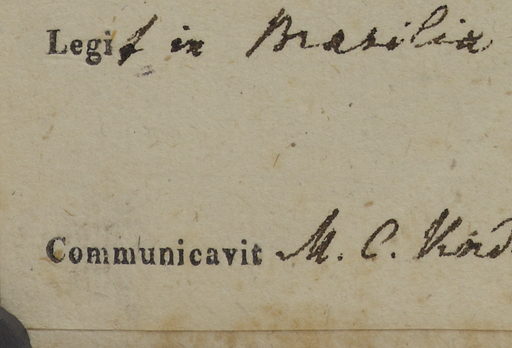 Legit in Brasilia
Communicavit M. C.